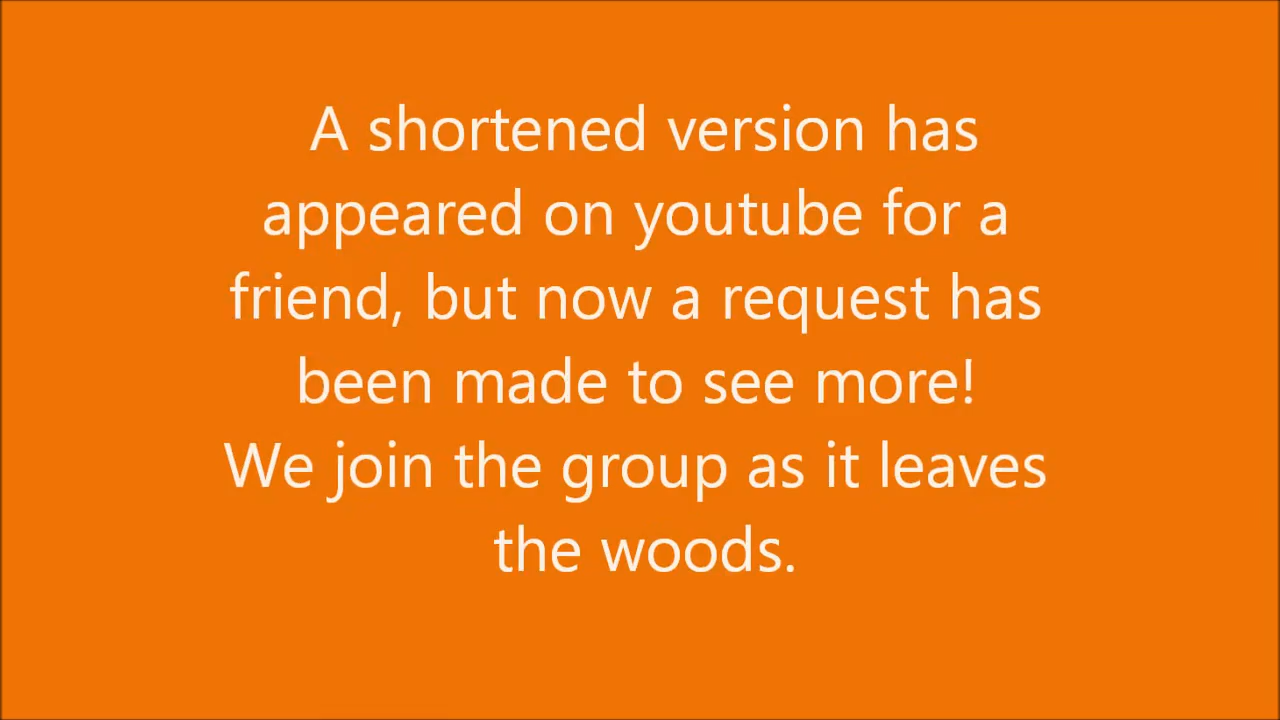 A shortened version has
appeared on youtube for a
friend, but now a request has
been made to see more!
We join the group as it leaves
the woods.